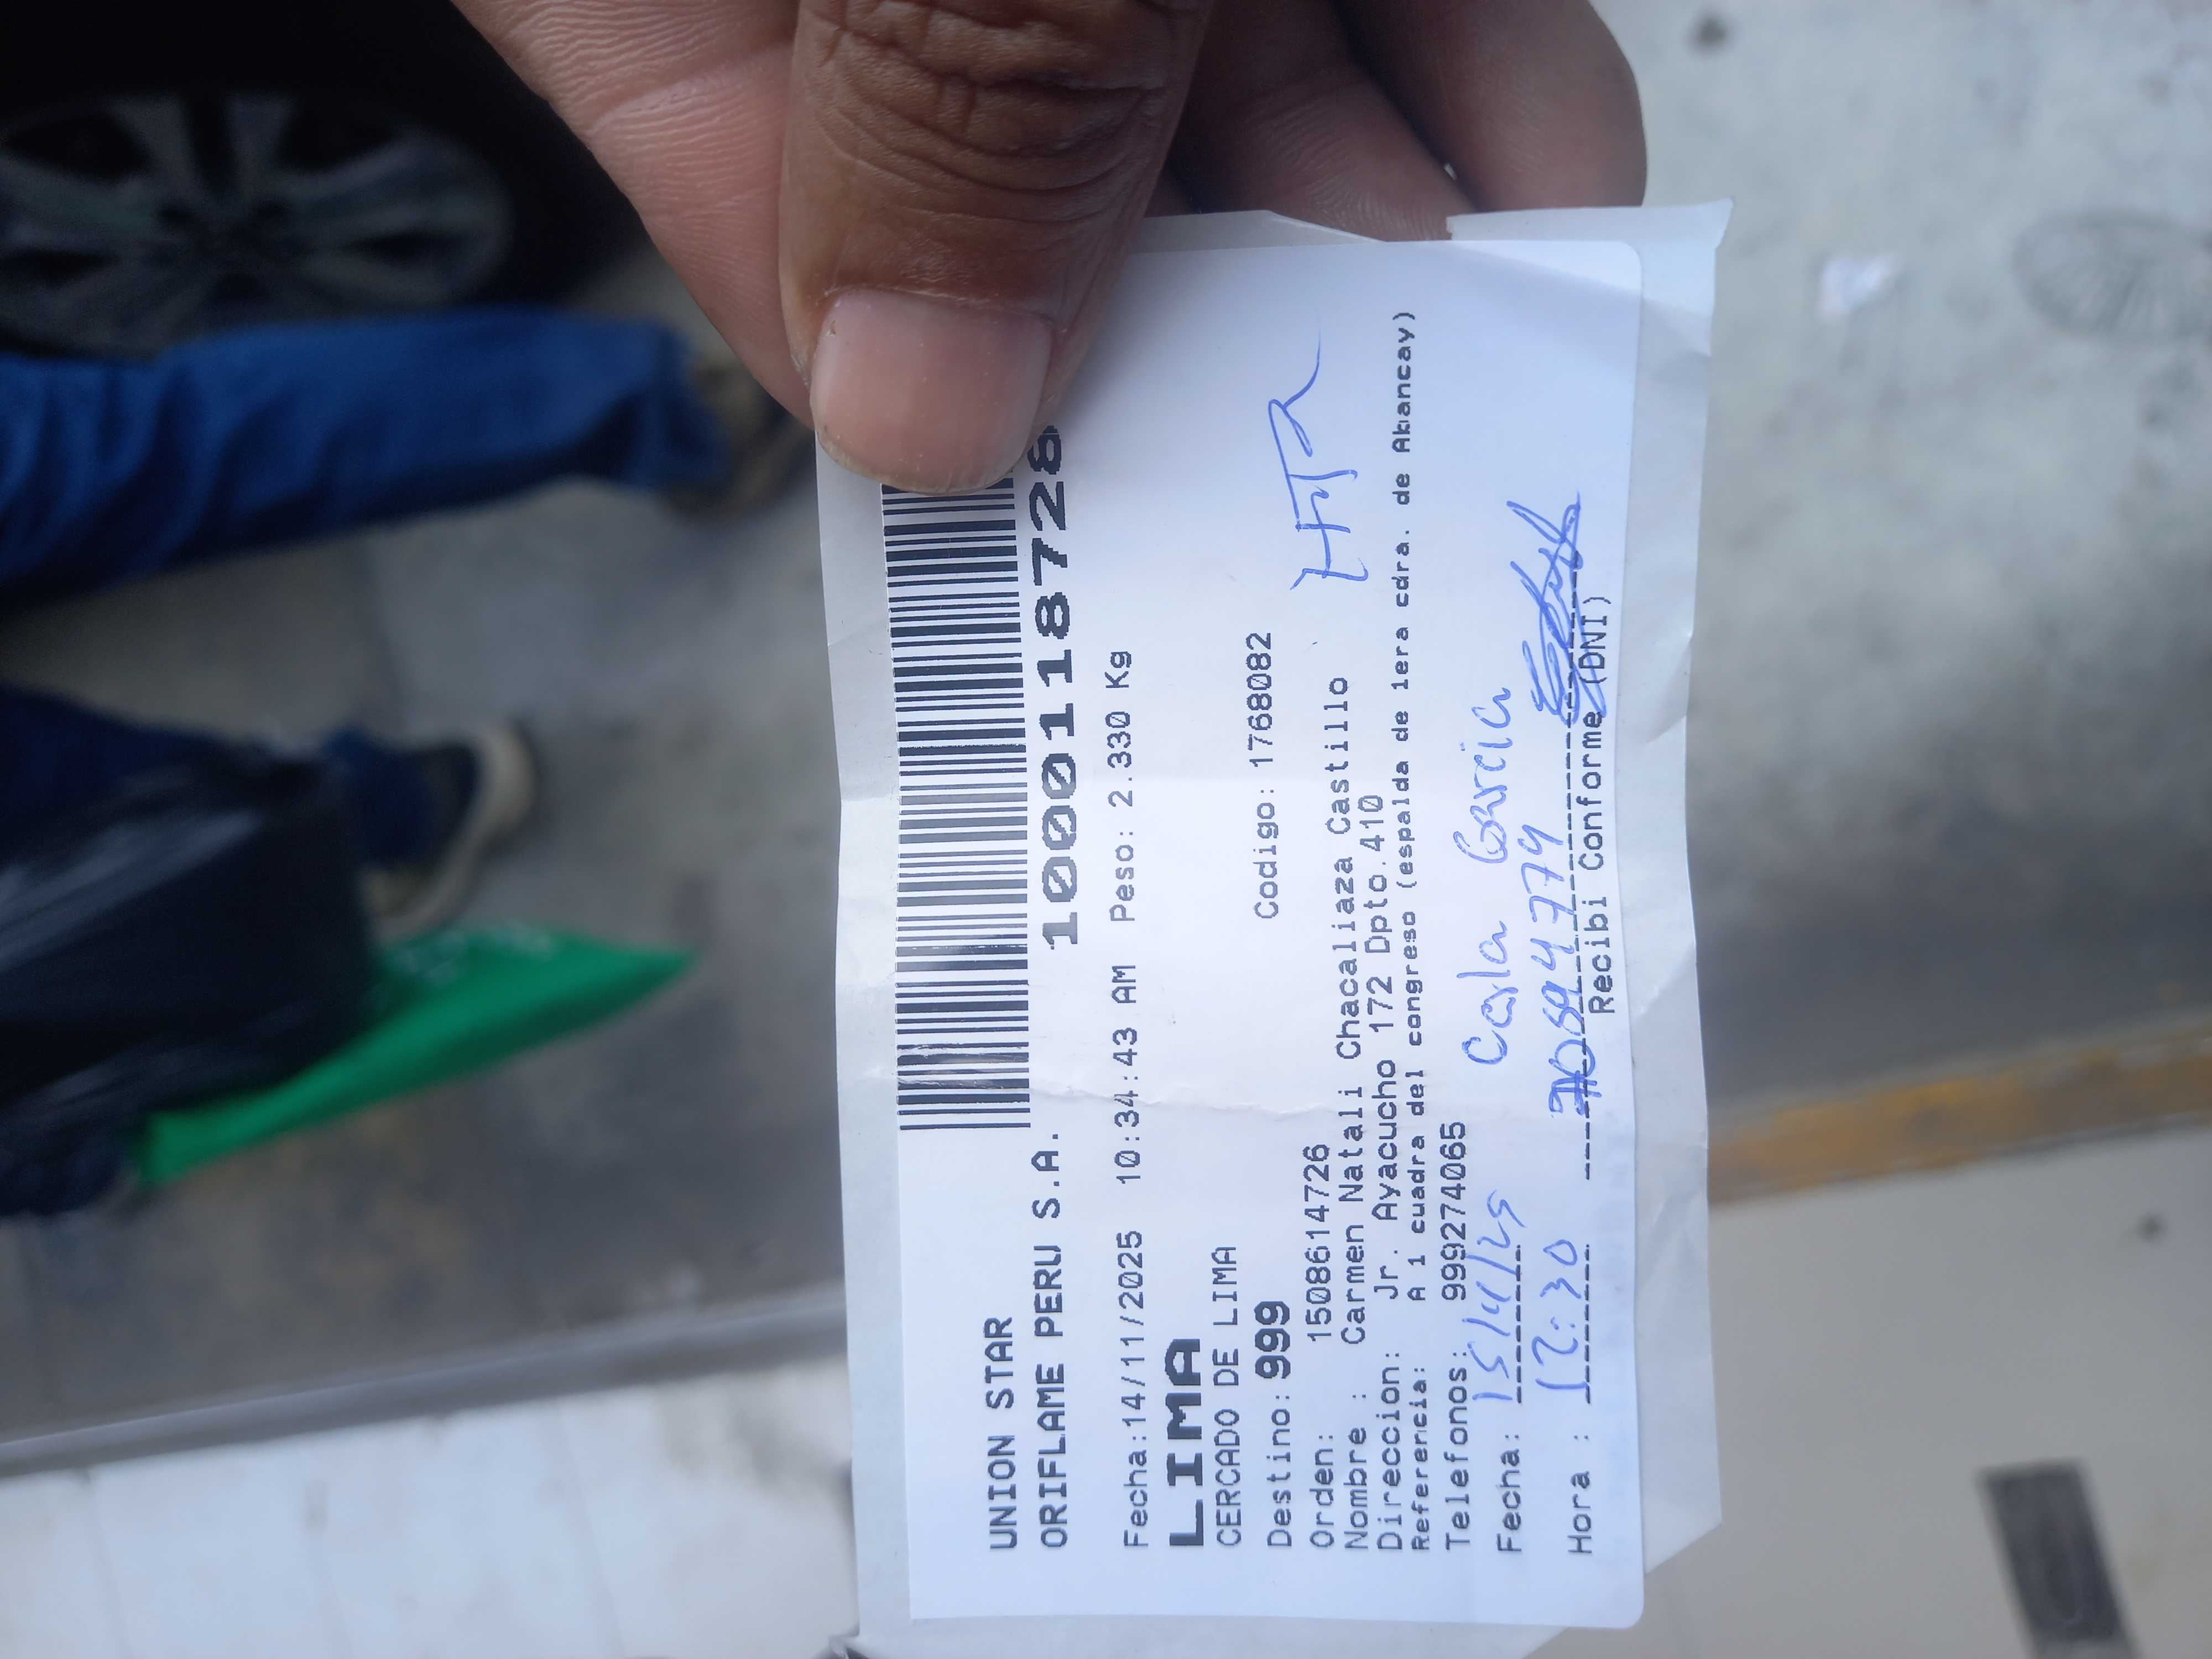 UNION STAR
ORIFLAME PERU S.A.
1000118728
Fecha:14/11/2025 10:34:43 AM Peso: 2.330 Kg
LIMA
CERCADO DE LIMA
Destino: 999 Codigo: 1768082
Orden: 1508614726
Nombre : Carmen Natali Chacaliaza Castillo
Direccion: Jr. Ayacucho 172 Dpto.410
Referencia: A 1 cuadra del congreso (espalda de 1era cdra. de Abancay)
Telefonos: 999274065
Fecha: 15/11/25 Carla Garcia
Hora : 12:30
Recibi Conforme (DNI)